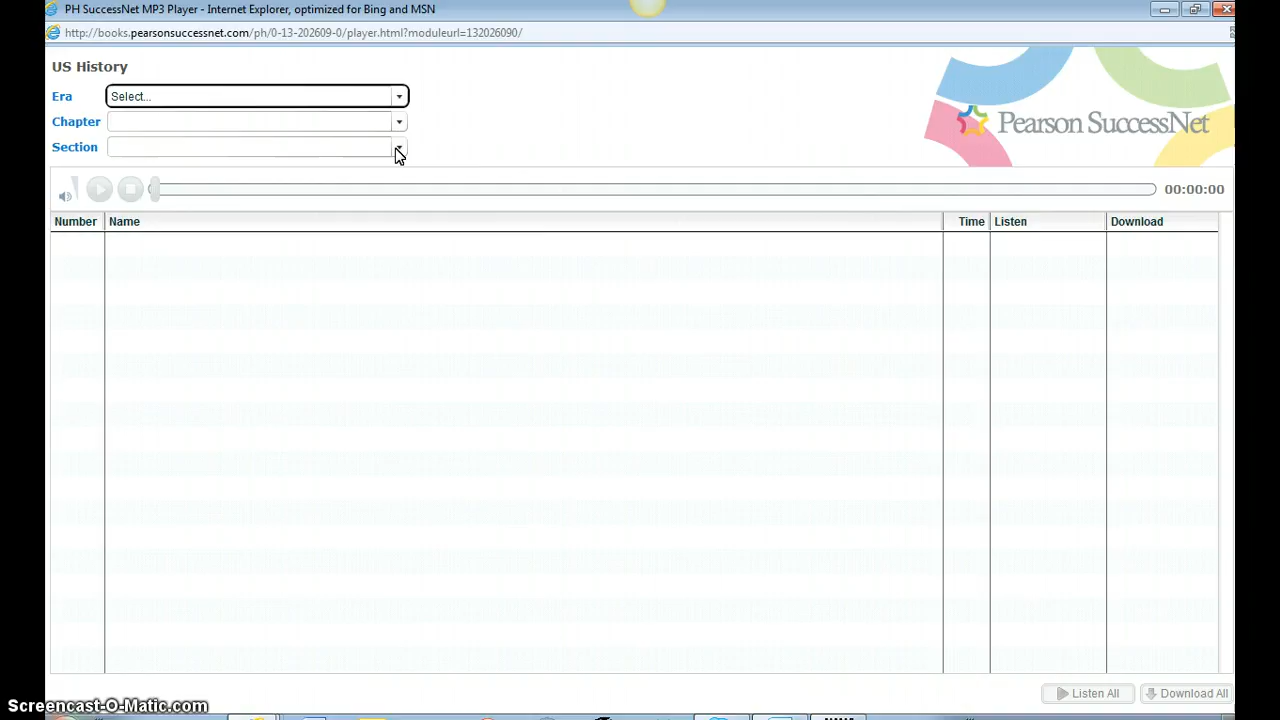 PH SuccessNet MP3 Player - Internet Explorer, optimized for Bing and MSN
http://books.pearsonsuccessnet.com/ph/0-13-202609-0/player.html?moduleurl=132026090/
US History
Era Select...
Chapter
Section
Pearson SuccessNet
00:00:00
Number Name Time Listen Download
Listen All Download All
Screencast-O-Matic.com